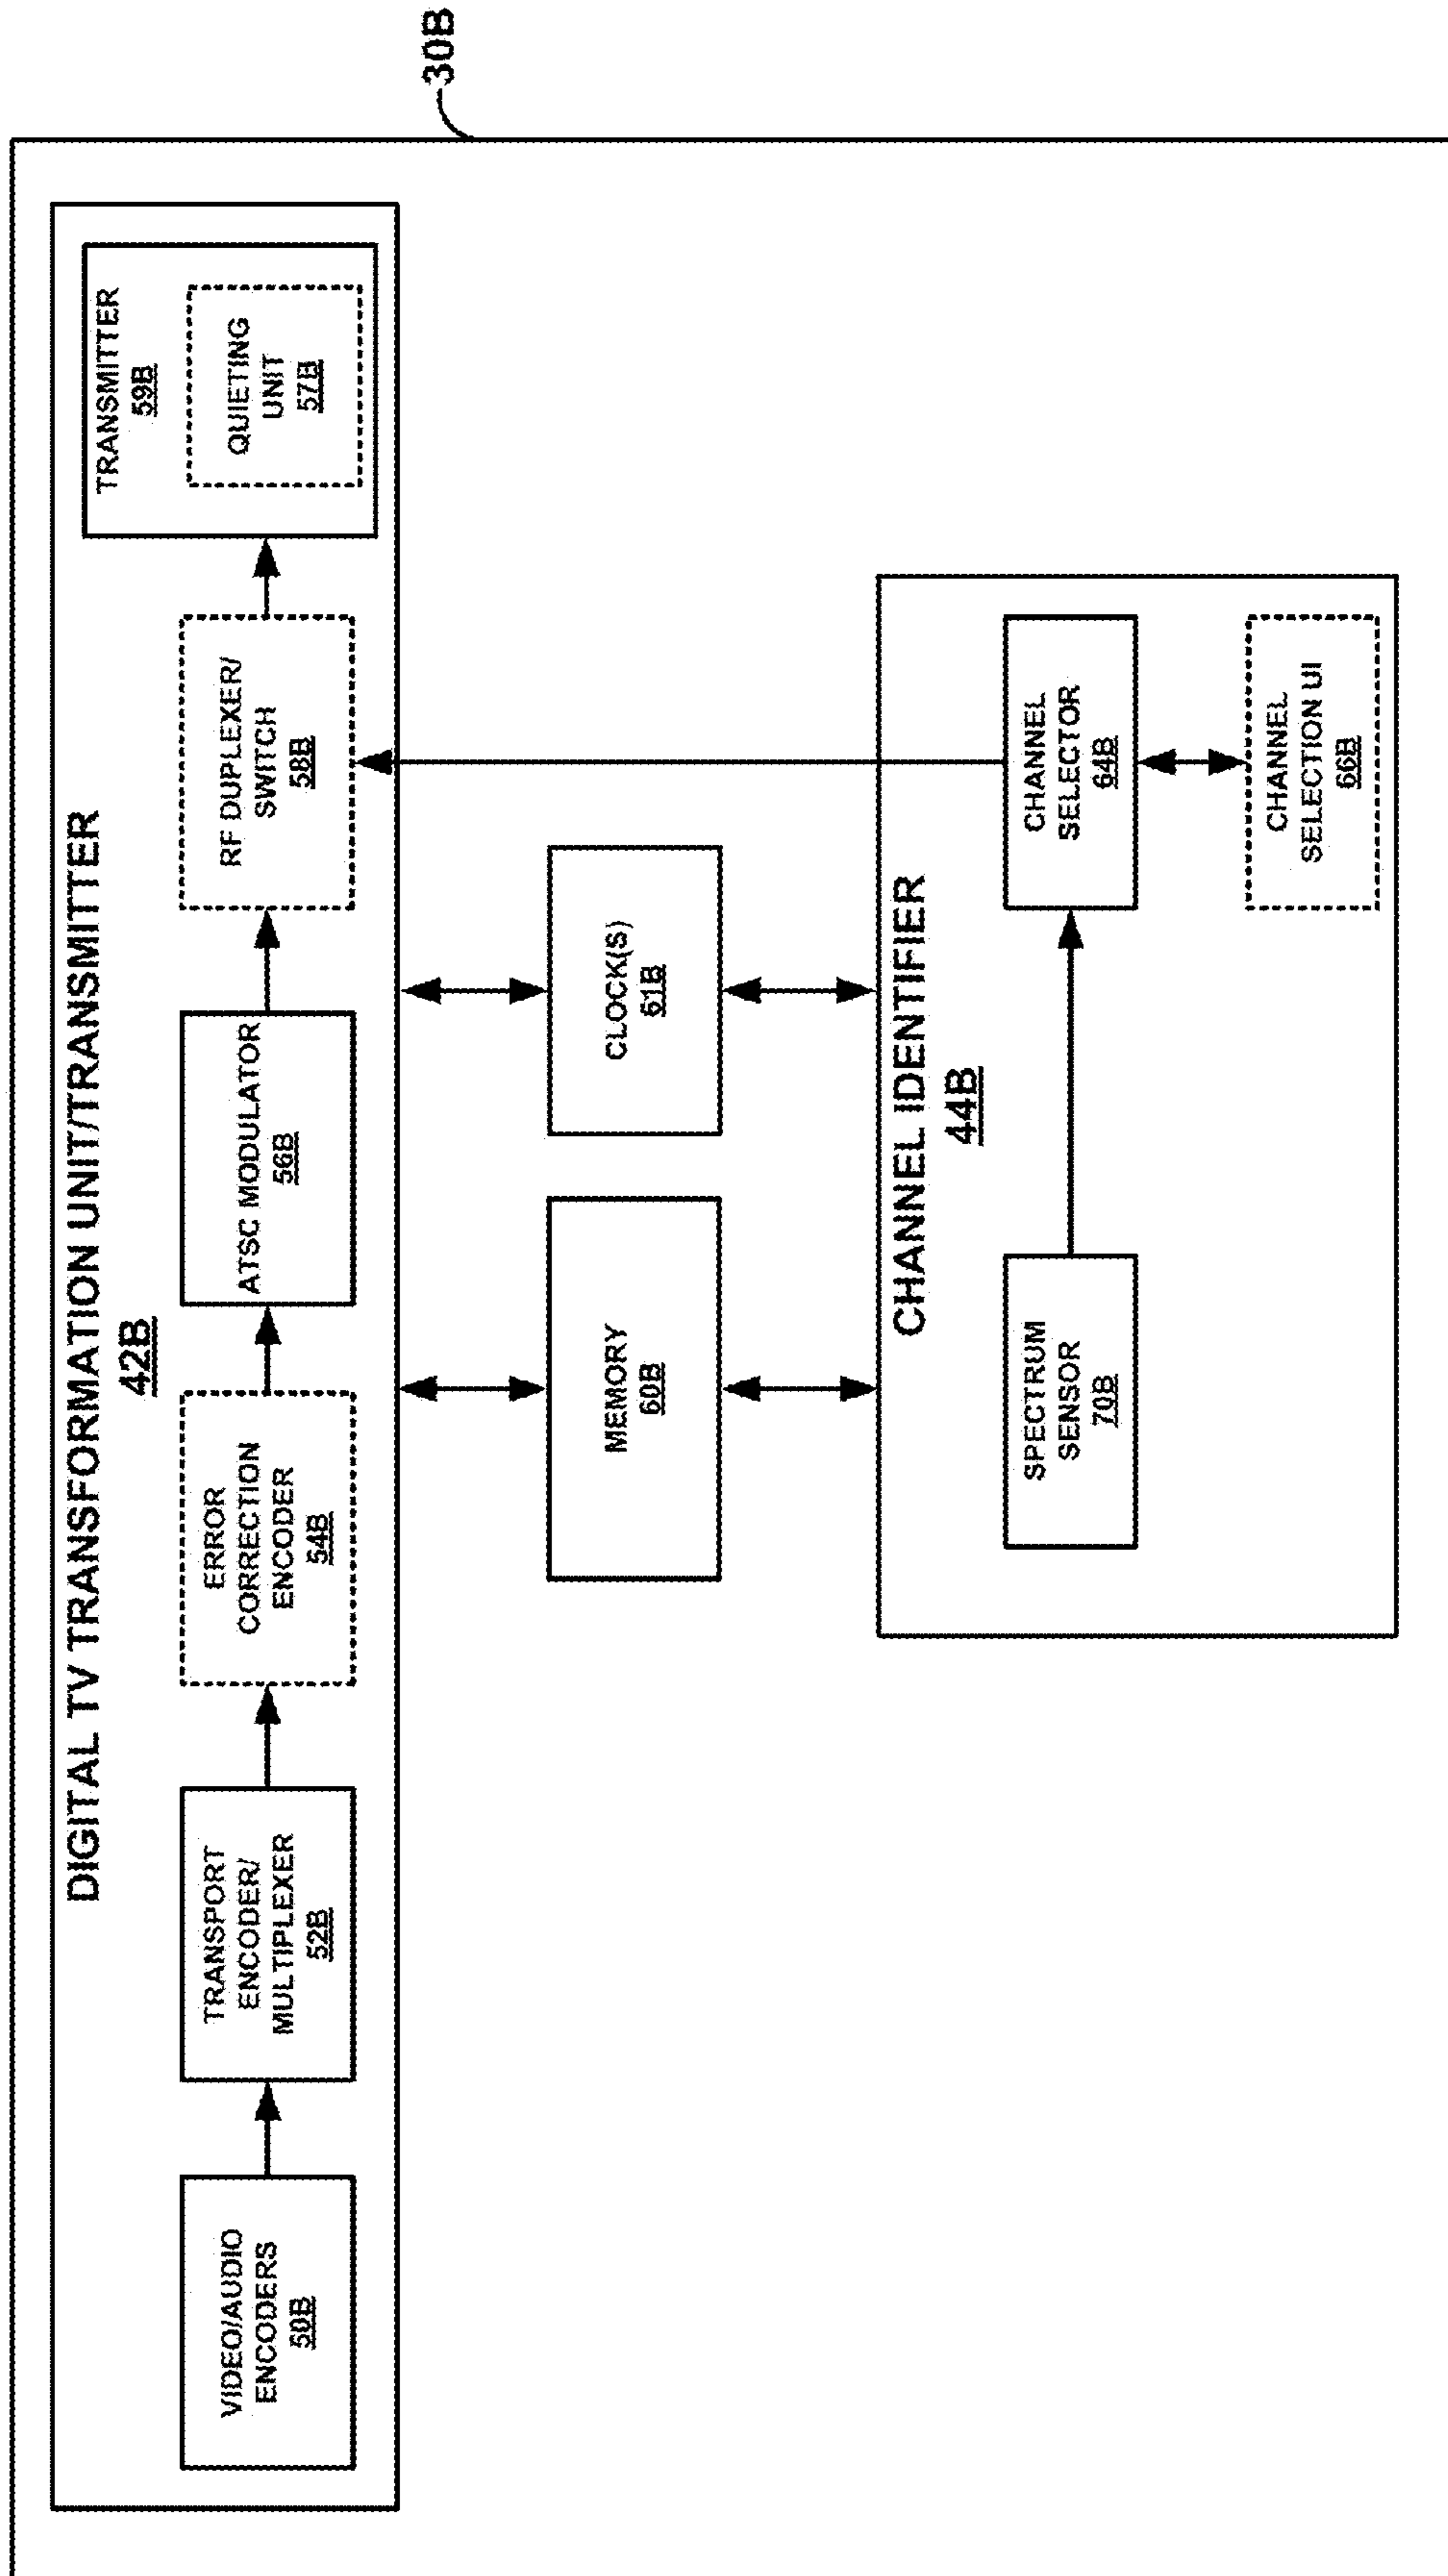 30B
DIGITAL TV TRANSFORMATION UNIT/TRANSMITTER
42B
VIDEO/AUDIO
ENCODERS
50B
TRANSPORT
ENCODER/
MULTIPLEXER
52B
ERROR
CORRECTION
ENCODER
54B
ATSC MODULATOR
56B
RF DUPLEXER/
SWITCH
58B
TRANSMITTER
59B
QUIETING
UNIT
57B
MEMORY
60B
CLOCK(S)
61B
CHANNEL IDENTIFIER
44B
SPECTRUM
SENSOR
70B
CHANNEL
SELECTOR
64B
CHANNEL
SELECTION UI
66B